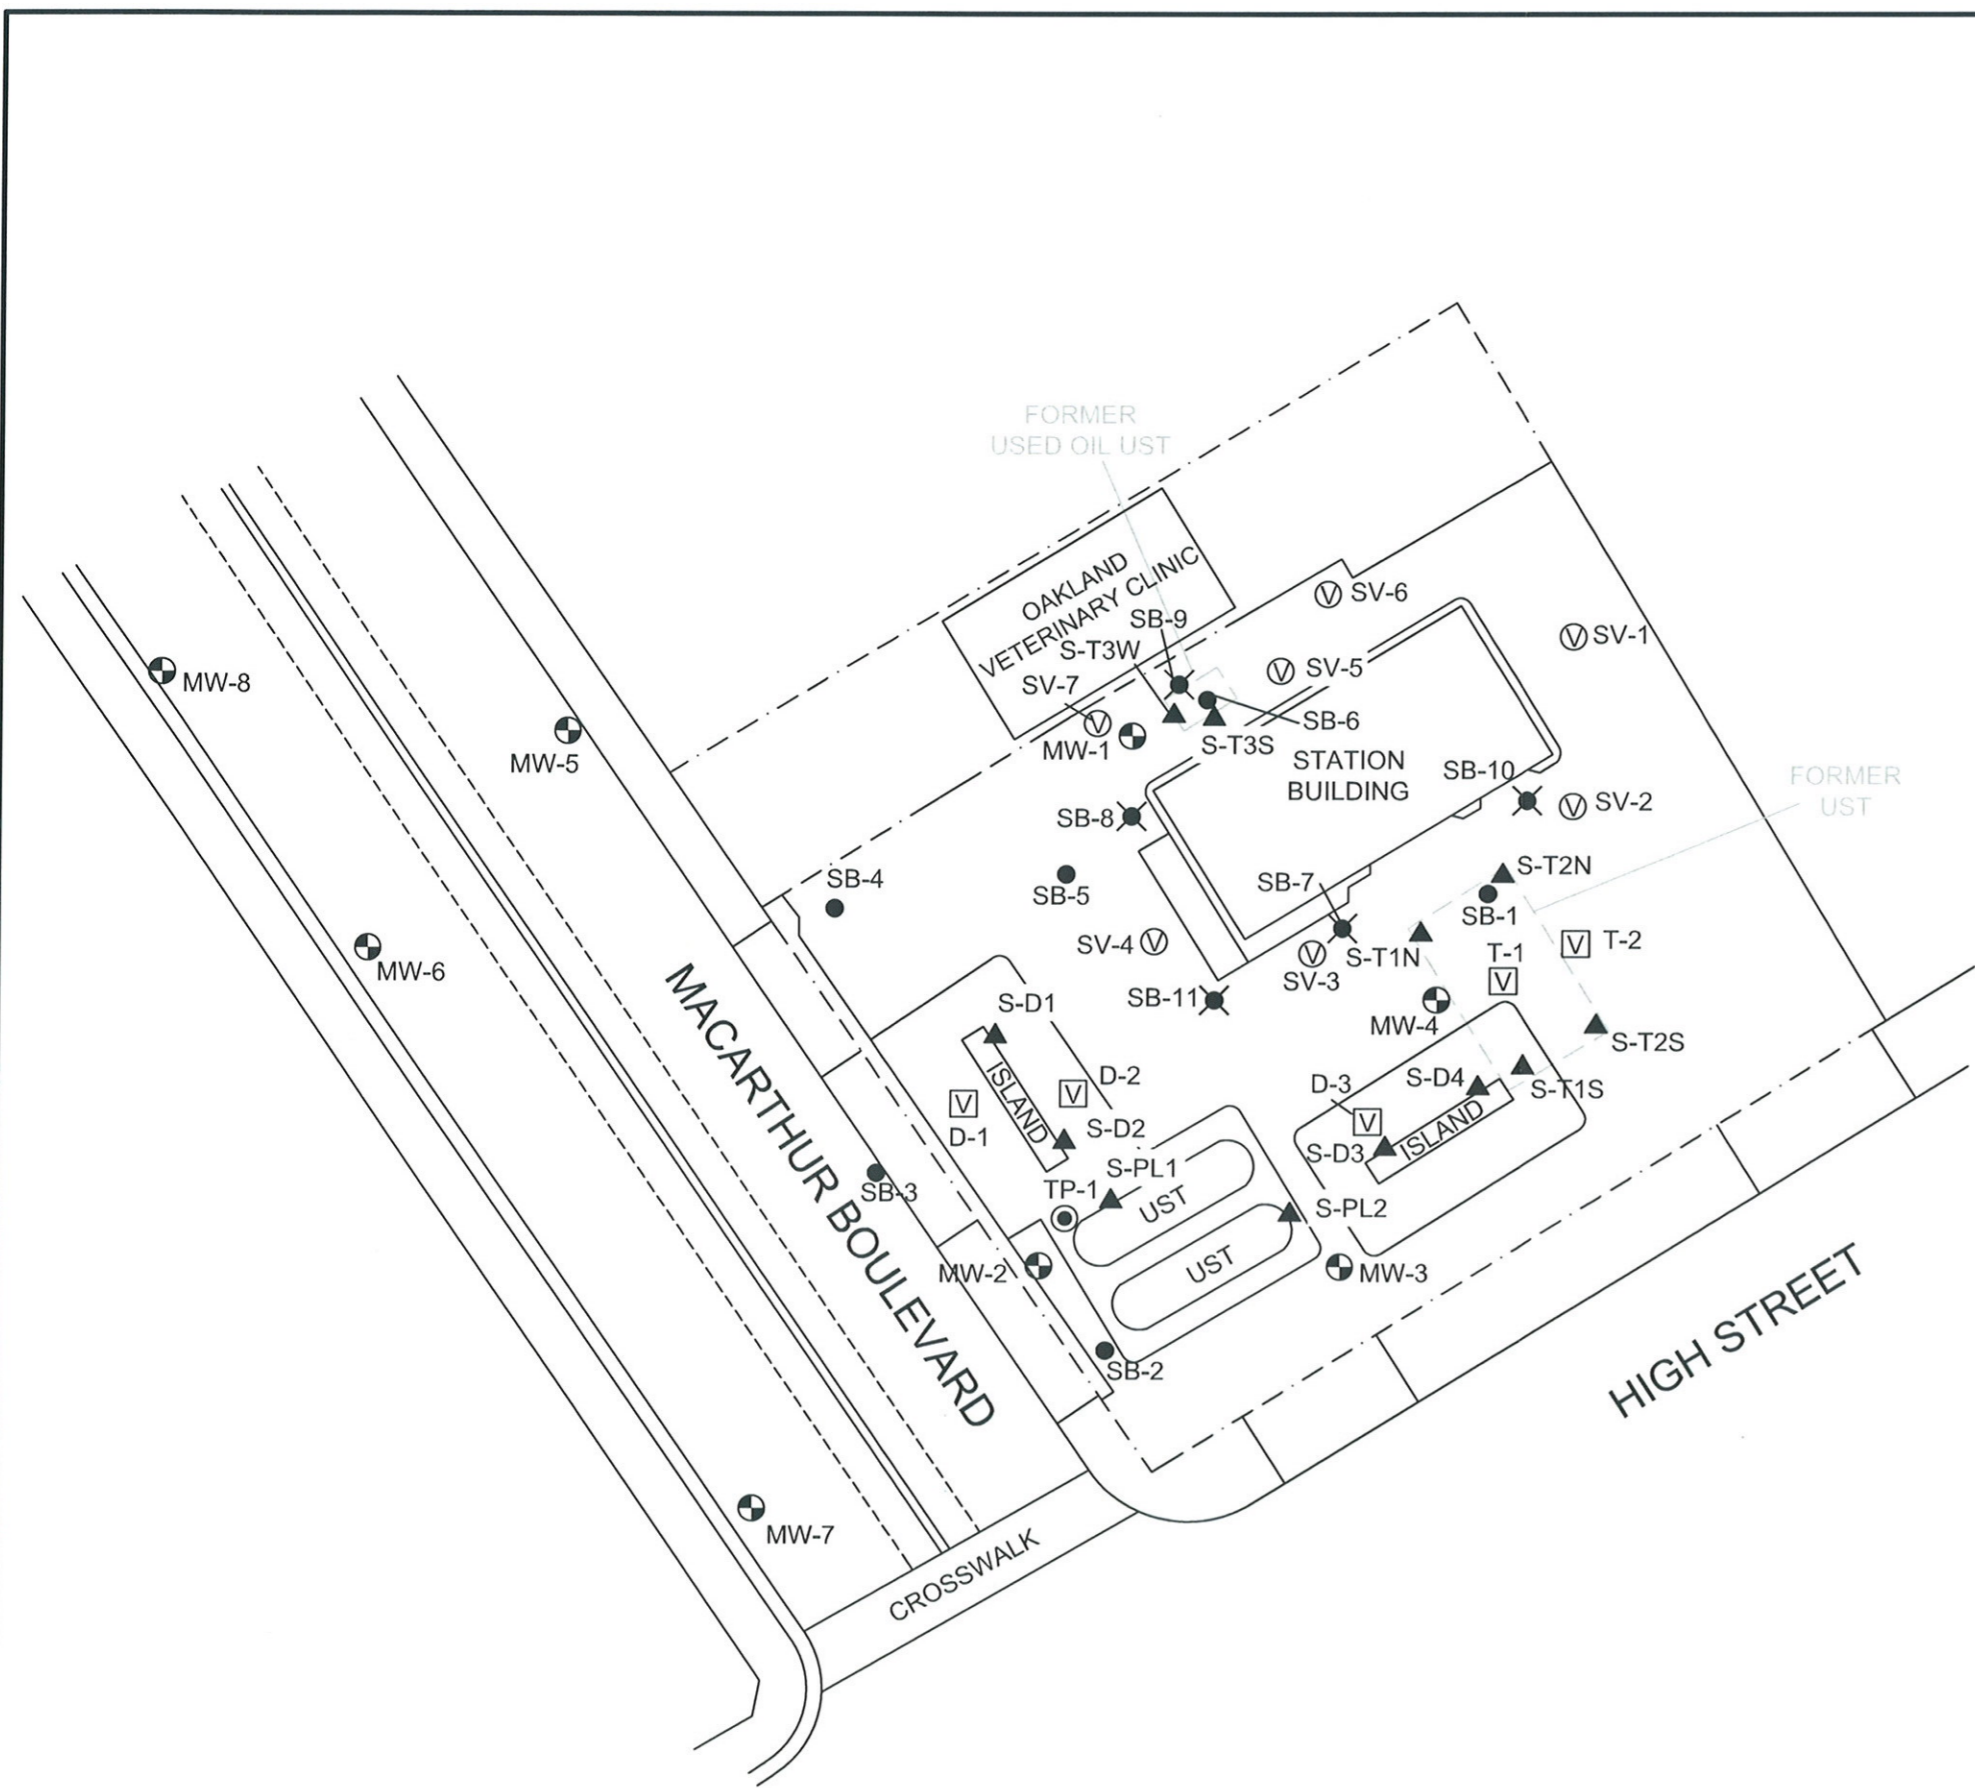 FORMER
USED OIL UST
OAKLAND
VETERINARY CLINIC
SV-6
SB-9
SV-1
S-T3W
SV-5
SV-7
MW-8
SB-6
MW-1
S-T3S
MW-5
STATION
BUILDING
SB-10
FORMER
UST
SV-2
SB-8
S-T2N
SB-4
SB-7
SB-5
SB-1
T-2
SV-4
T-1
S-T1N
MW-6
SV-3
SB-11
S-D1
MW-4
S-T2S
MACARTHUR BOULEVARD
D-2
S-D4
D-3
S-T1S
ISLAND
D-1
S-D2
ISLAND
S-D3
S-PL1
TP-1
SB-3
UST
S-PL2
UST
MW-2
MW-3
HIGH STREET
SB-2
MW-7
CROSSWALK